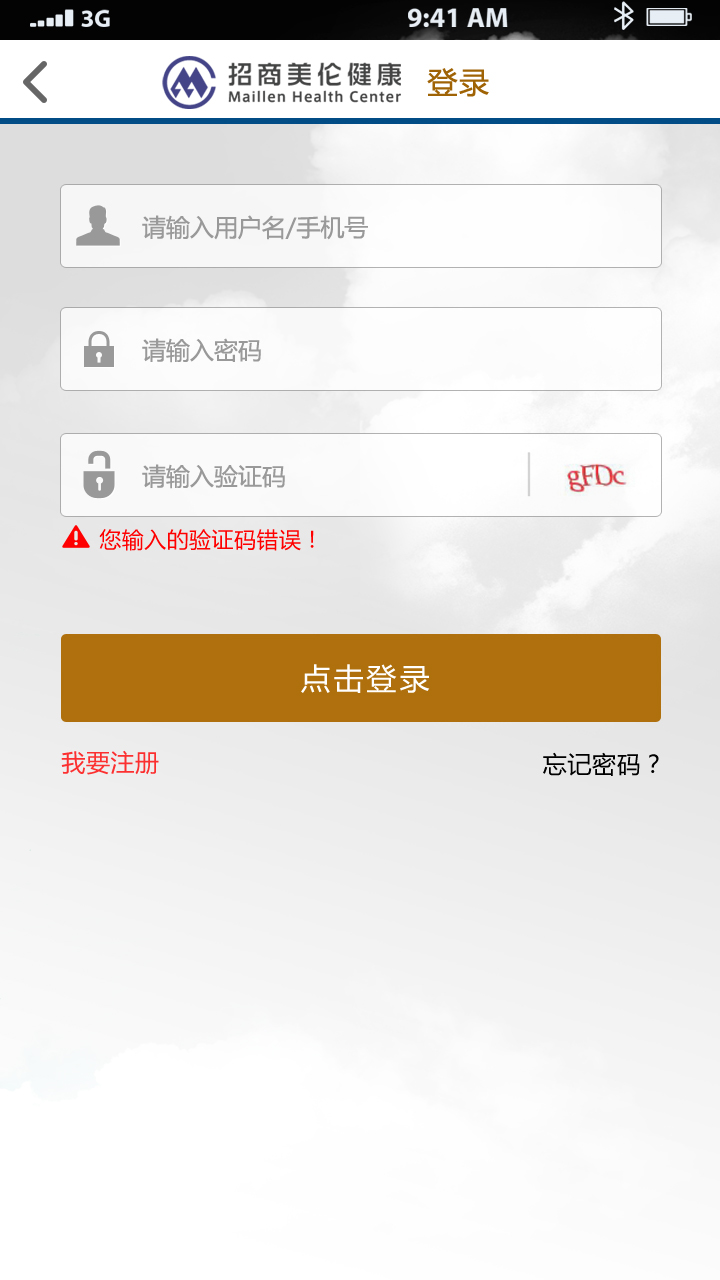 3G
9:41 AM
招商美伦健康
Maillen Health Center
登录
请输入用户名/手机号
请输入密码
请输入验证码
gFDc
您输入的验证码错误！
点击登录
我要注册
忘记密码？